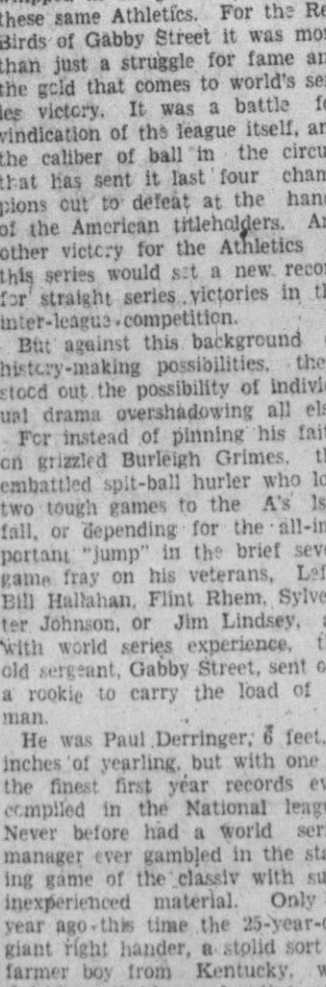 these same Athletics. For the Re
Birds of Gabby Street it was mo
than just a struggle for fame an
the gold that comes to world's se
ies victory. It was a battle fo
vindication of the league itself, an
the caliber of ball in the circu
that has sent it last four cham
pions out to defeat at the han
of the American titleholders. An
other victory for the Athletics
this series would set a new recor
for straight series victories in th
inter-league competition.
But against this background
history-making possibilities, the
stood out the possibility of individ
ual drama overshadowing all els
For instead of pinning his fait
on grizzled Burleigh Grimes, th
embattled spit-ball hurler who lo
two tough games to the A's las
fall, or depending for the all-im
portant "jump" in the brief seve
game fray on his veterans, Lef
Bill Hallahan, Flint Rhem, Sylve
ter Johnson, or Jim Lindsey, a
with world series experience, t
old sergeant, Gabby Street, sent o
a rookie to carry the load of
man.
He was Paul Derringer, 6 feet,
inches of yearling, but with one
the finest first year records ev
compiled in the National leag
Never before had a world ser
manager ever gambled in the sta
ing game of the classiv with su
inexperienced material. Only
year ago this time the 25-year-o
giant right hander, a stolid sort
farmer boy from Kentucky, w